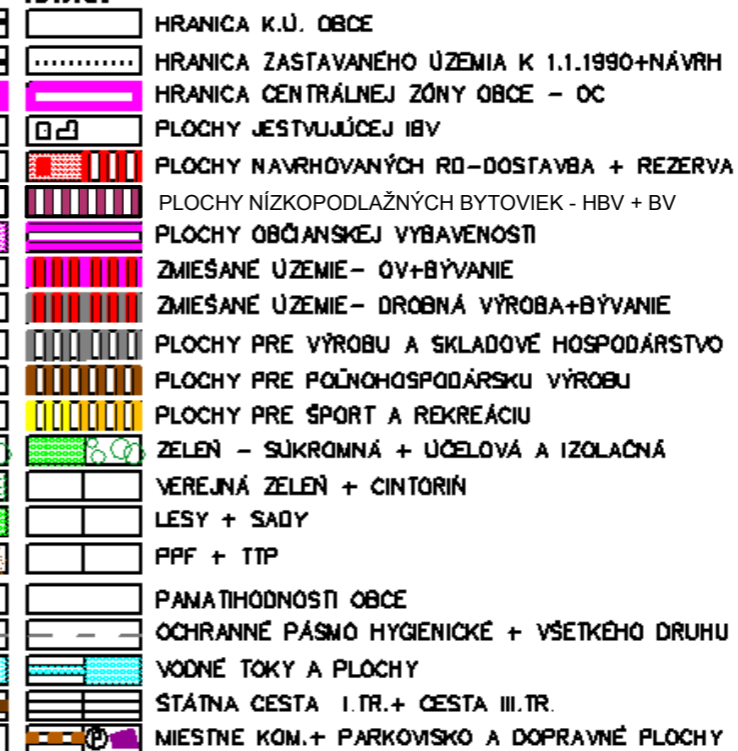 HRANICA K.Ú. OBCE
HRANICA ZASTAVANÉHO ÚZEMIA K 1.1.1990+NÁVRH
HRANICA CENTRÁLNEJ ZÓNY OBCE – OC
PLOCHY JESTVUJÚCEJ IBV
PLOCHY NAVRHOVANÝCH RD-DOSTAVBA + REZERVA
PLOCHY NÍZKOPODLAŽNÝCH BYTOVIEK - HBV + BV
PLOCHY OBČIANSKEJ VYBAVENOSTI
ZMIEŠANÉ ÚZEMIE– OV+BÝVANIE
ZMIEŠANÉ ÚZEMIE– DROBNÁ VÝROBA+BÝVANIE
PLOCHY PRE VÝROBU A SKLADOVÉ HOSPODÁRSTVO
PLOCHY PRE POĽNOHOSPODÁRSKU VÝROBU
PLOCHY PRE ŠPORT A REKREÁCIU
ZELEŇ – SÚKROMNÁ + ÚČELOVÁ A IZOLAČNÁ
VEREJNÁ ZELEŇ + CINTORÍN
LESY + SADY
PPF + TTP
PAMÄTIHODNOSTI OBCE
OCHRANNÉ PÁSMO HYGIENICKÉ + VŠETKÉHO DRUHU
VODNÉ TOKY A PLOCHY
ŠTÁTNA CESTA I.TR.+ CESTA III.TR.
P MIESTNE KOM.+ PARKOVISKO A DOPRAVNÉ PLOCHY